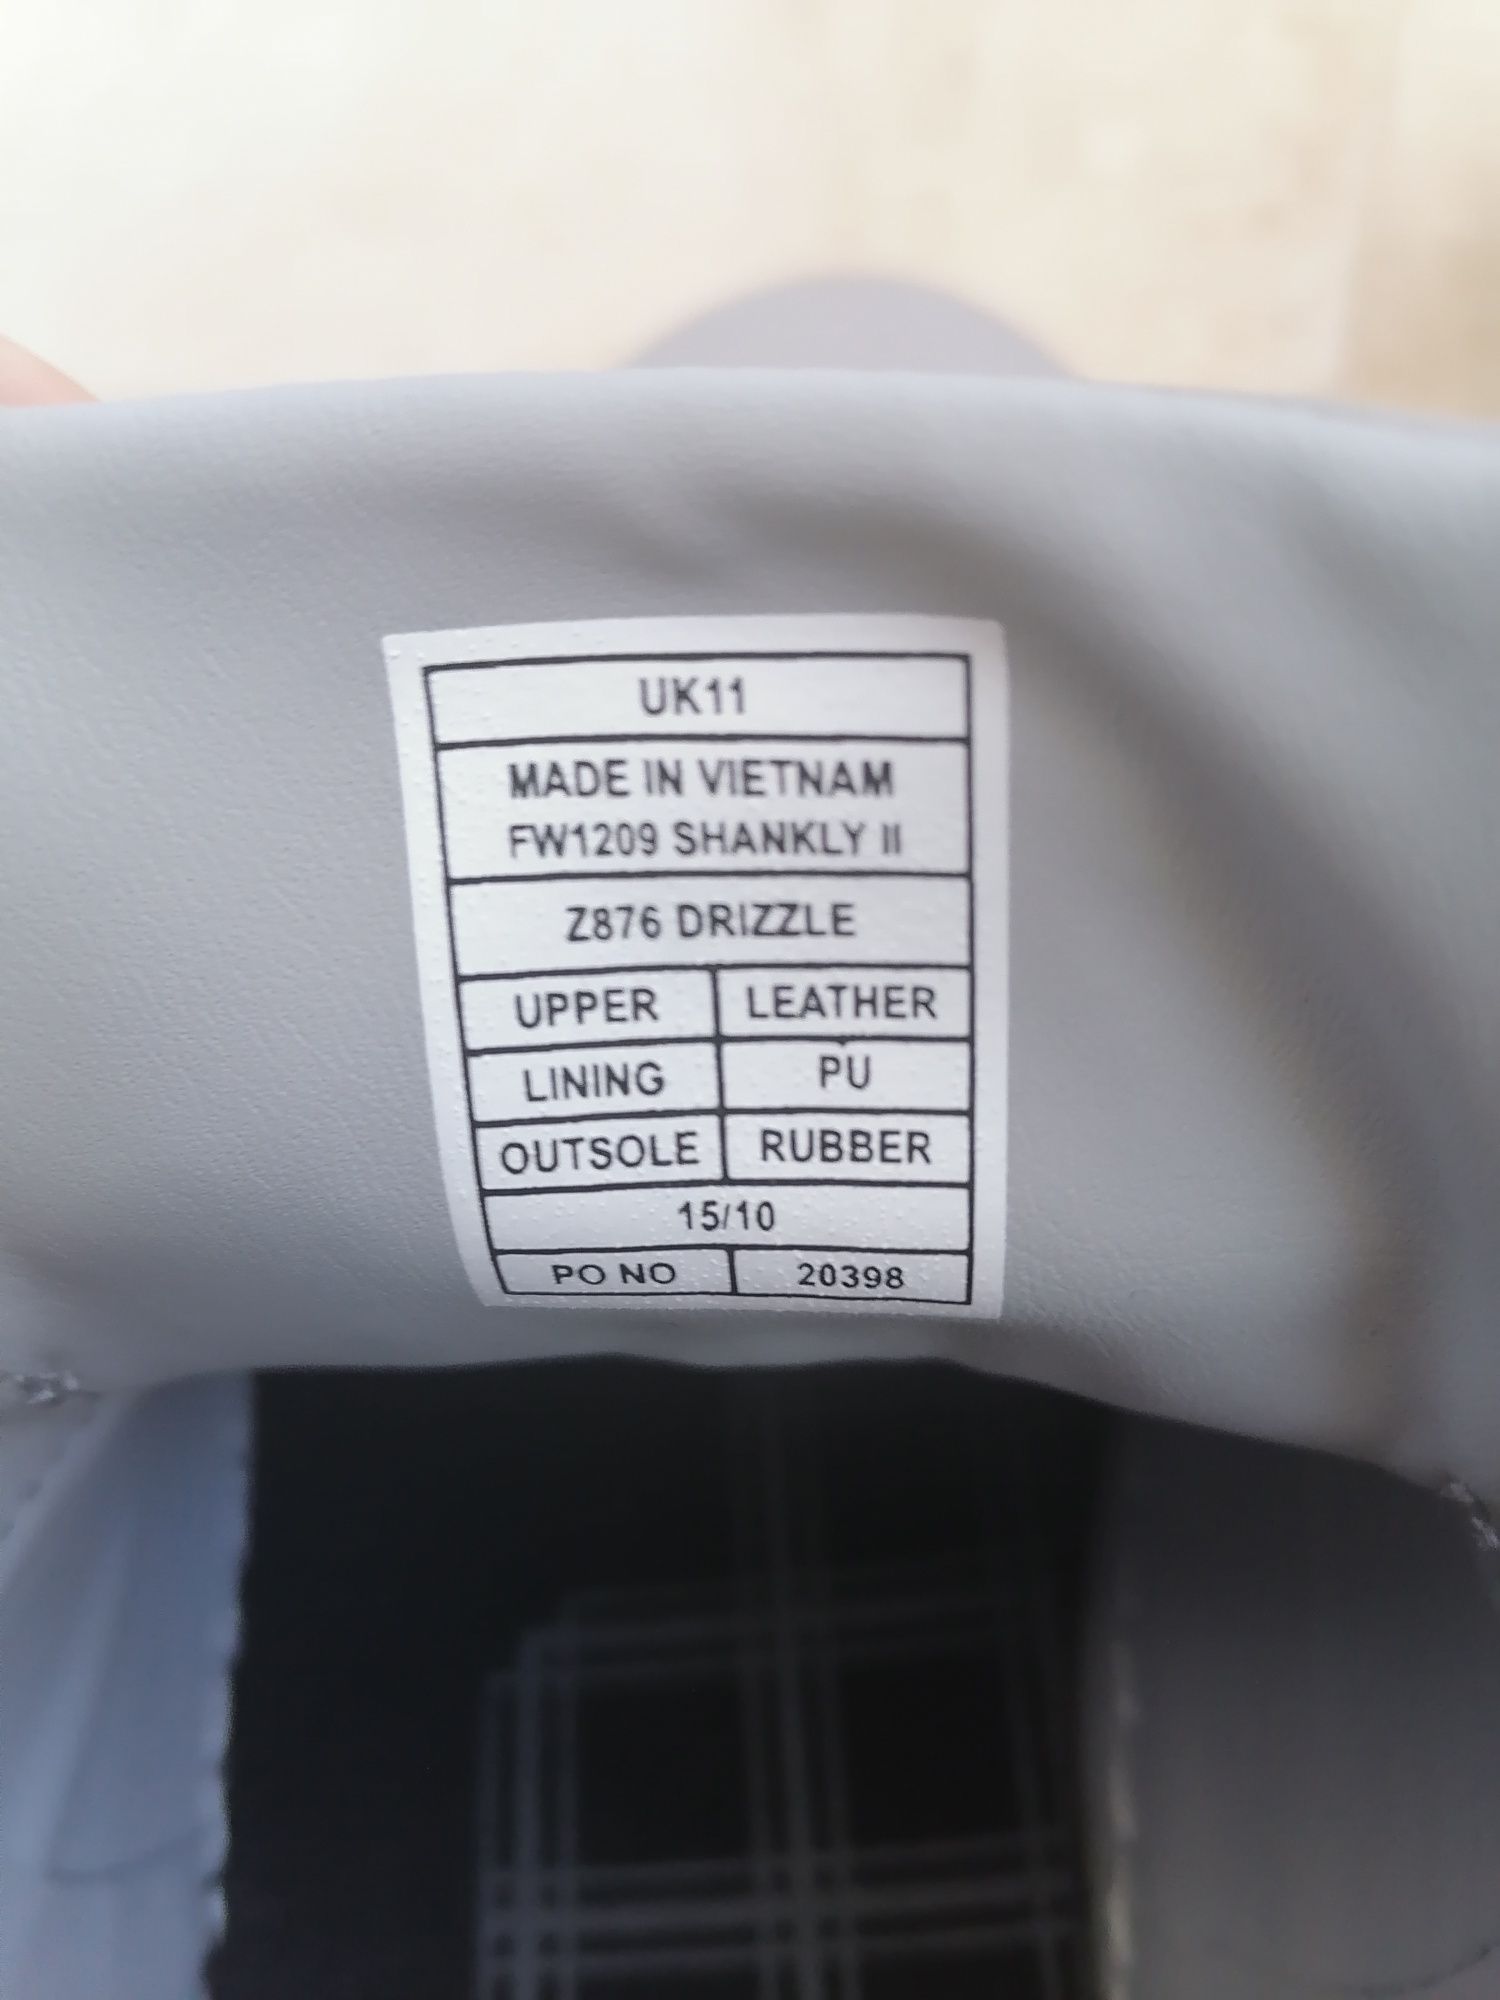 UK11
MADE IN VIETNAM
FW1209 SHANKLY II
Z876 DRIZZLE
UPPER LEATHER
LINING PU
OUTSOLE RUBBER
15/10
PO NO 20398